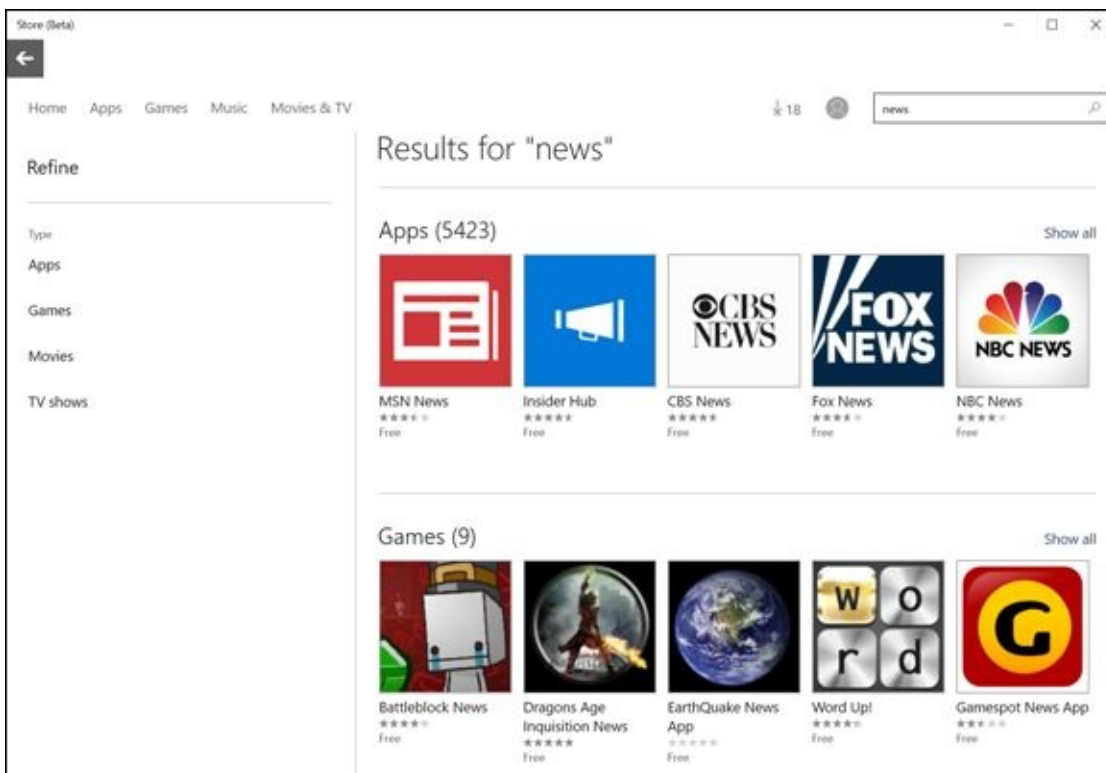 Store (Beta)
Home Apps Games Music Movies & TV
18
news
Refine
Type
Apps
Games
Movies
TV shows
Results for "news"
Apps (5423)
Show all
CBS NEWS
FOX NEWS
NBC NEWS
MSN News
Free
Insider Hub
Free
CBS News
Free
Fox News
Free
NBC News
Free
Games (9)
Show all
W o r d
G
Battleblock News
Free
Dragons Age
Inquisition News
Free
EarthQuake News
App
Free
Word Up!
Free
Gamespot News App
Free